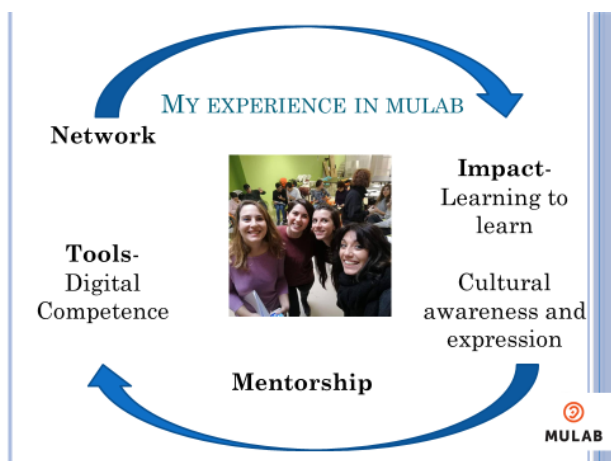 MY EXPERIENCE IN MULAB
Network
Impact-
Learning to
learn
Tools-
Digital
Competence
Cultural
awareness and
expression
Mentorship
MULAB